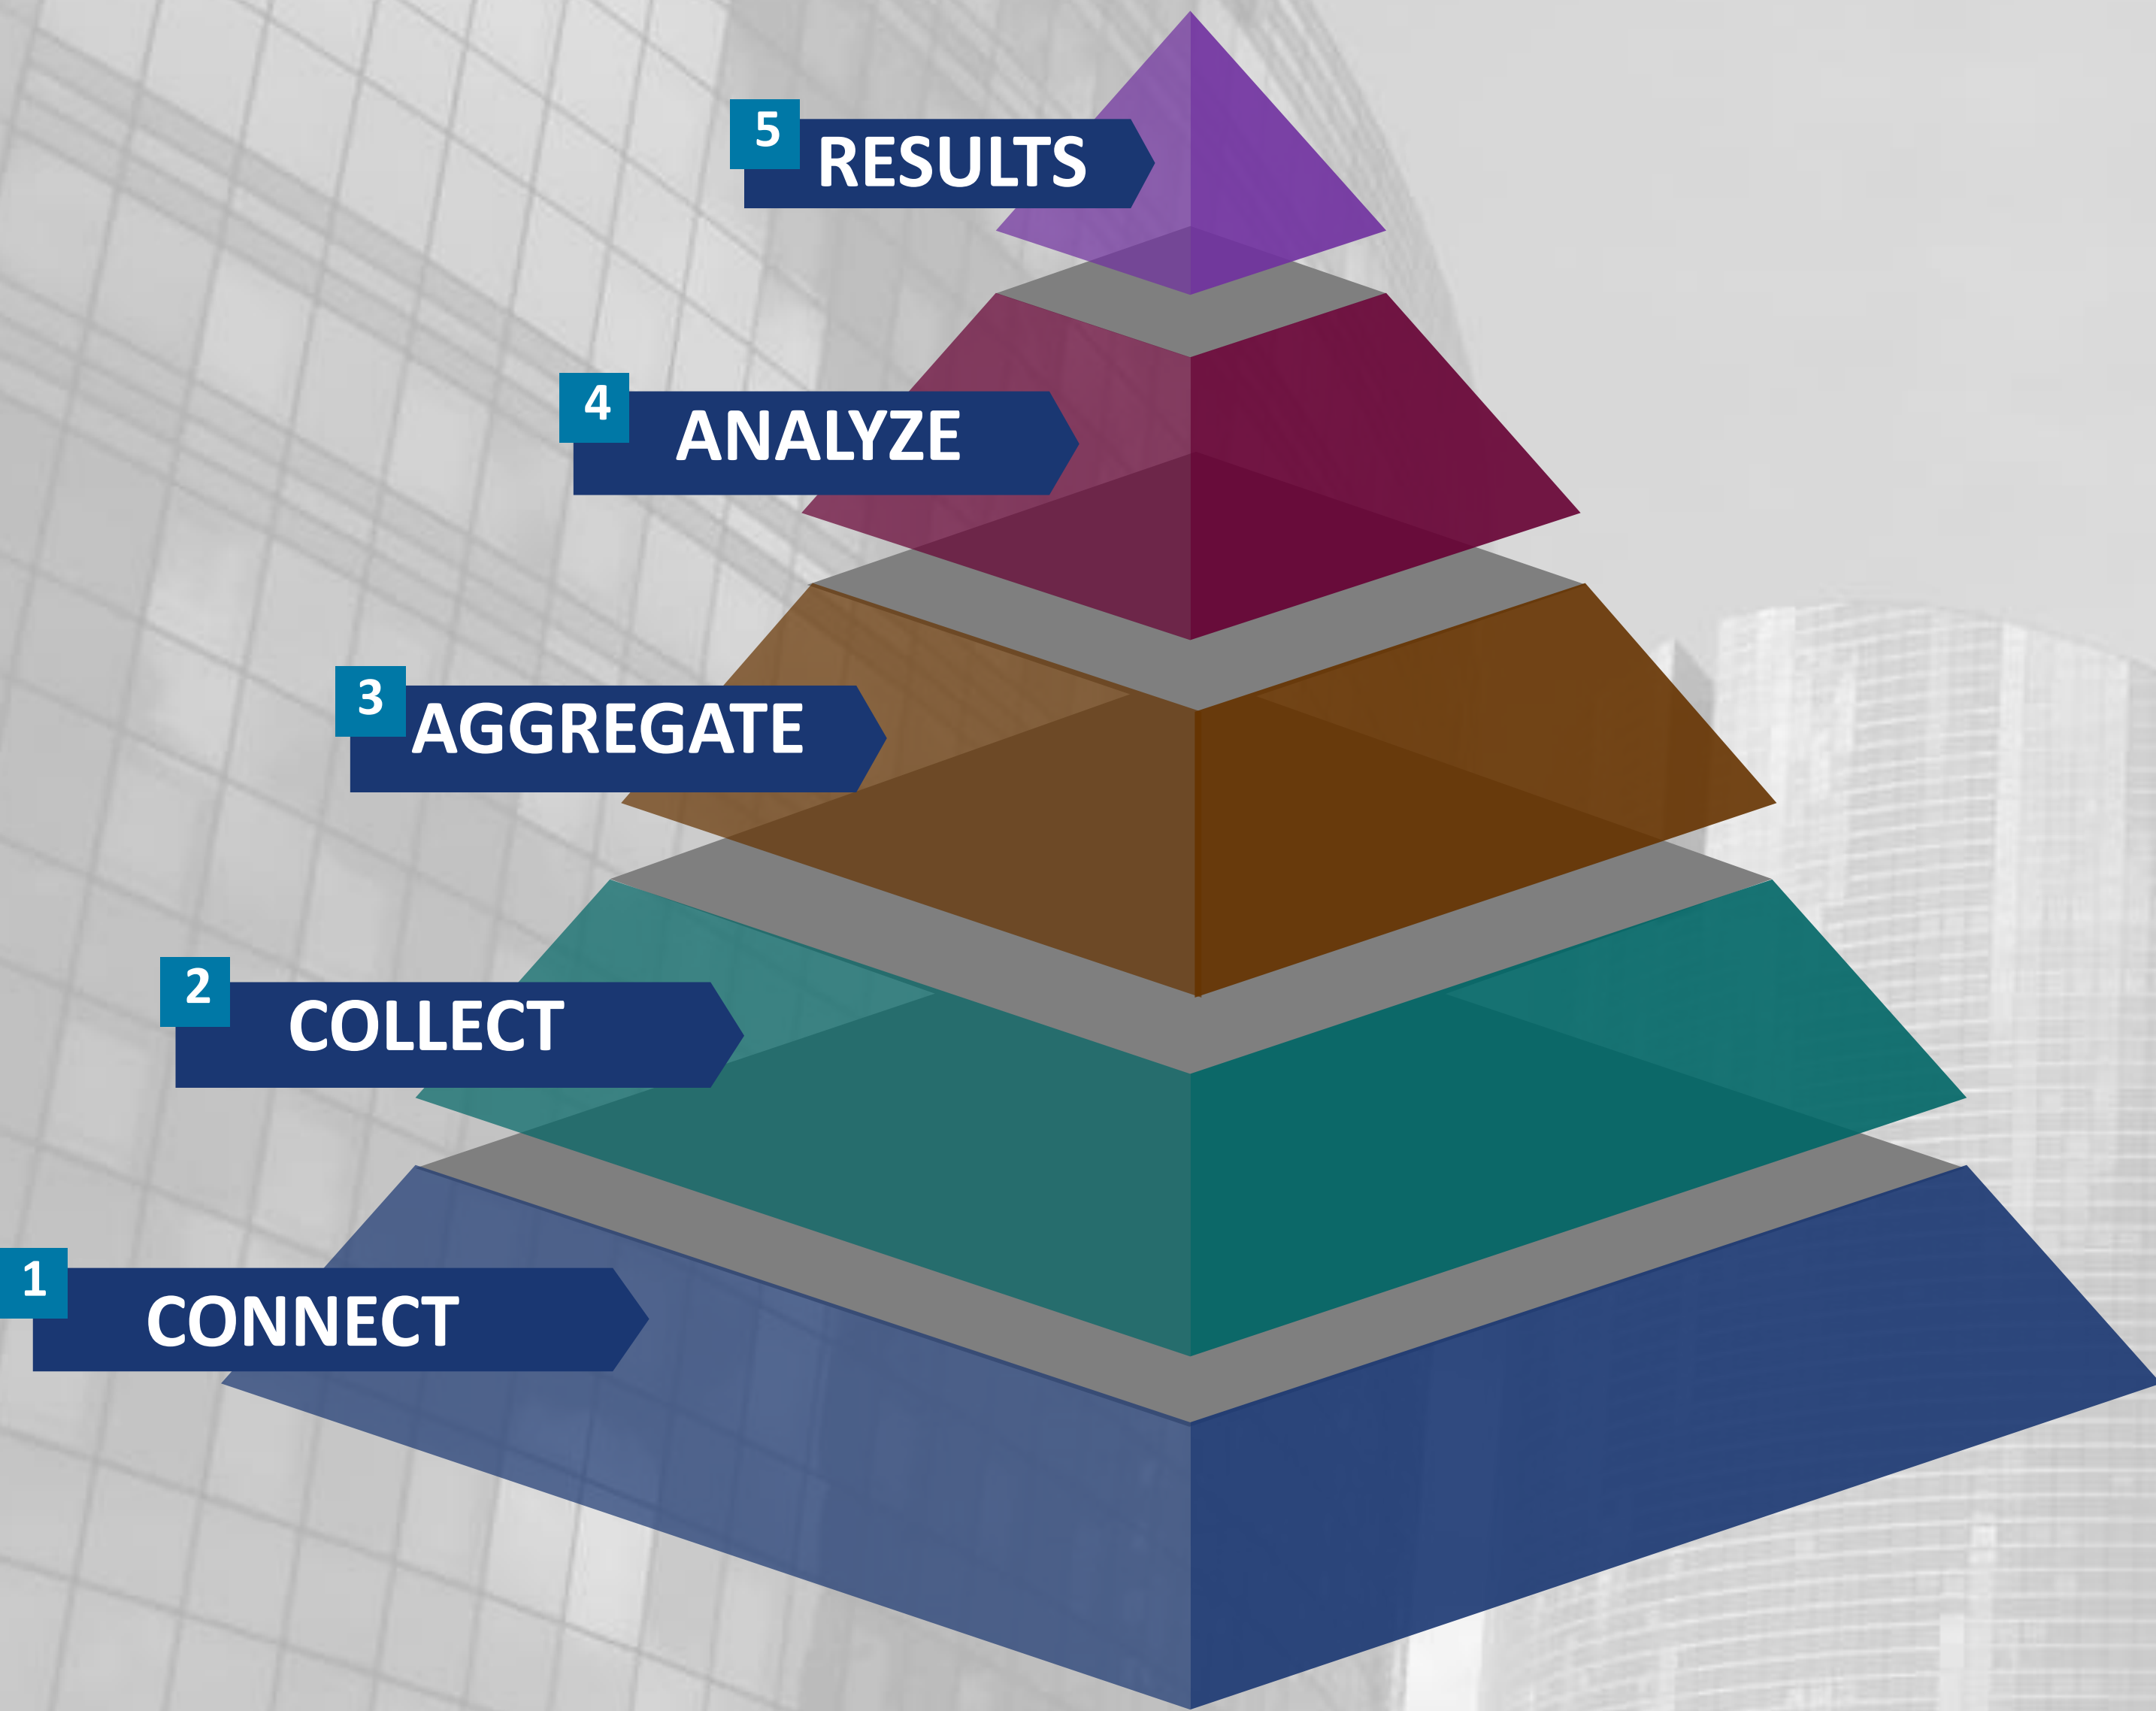 5
RESULTS
4
ANALYZE
3
AGGREGATE
2
COLLECT
1
CONNECT